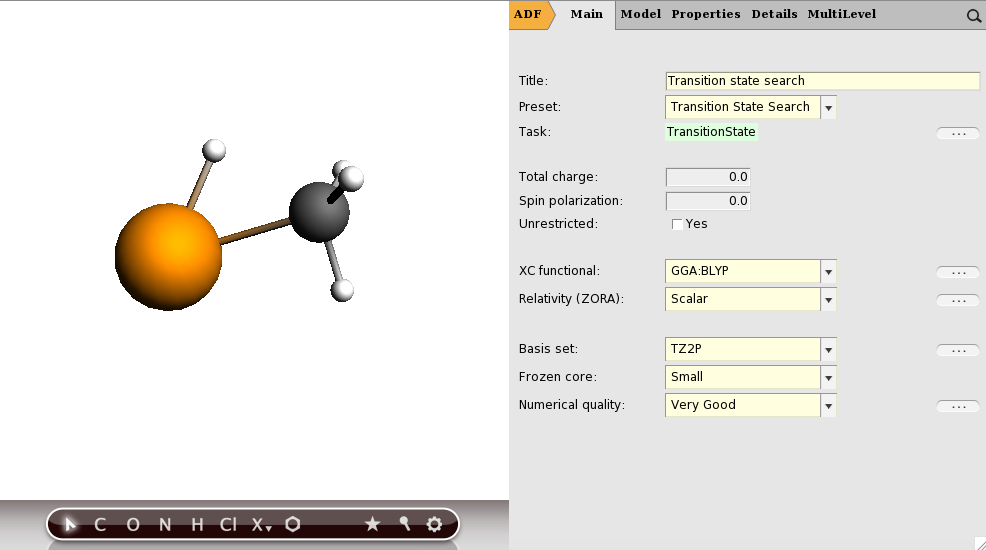 ADF Main Model Properties Details MultiLevel
Title: Transition state search
Preset: Transition State Search
Task: TransitionState ...
Total charge: 0.0
Spin polarization: 0.0
Unrestricted: Yes
XC functional: GGA:BLYP ...
Relativity (ZORA): Scalar ...
Basis set: TZ2P ...
Frozen core: Small
Numerical quality: Very Good ...
C O N H Cl X